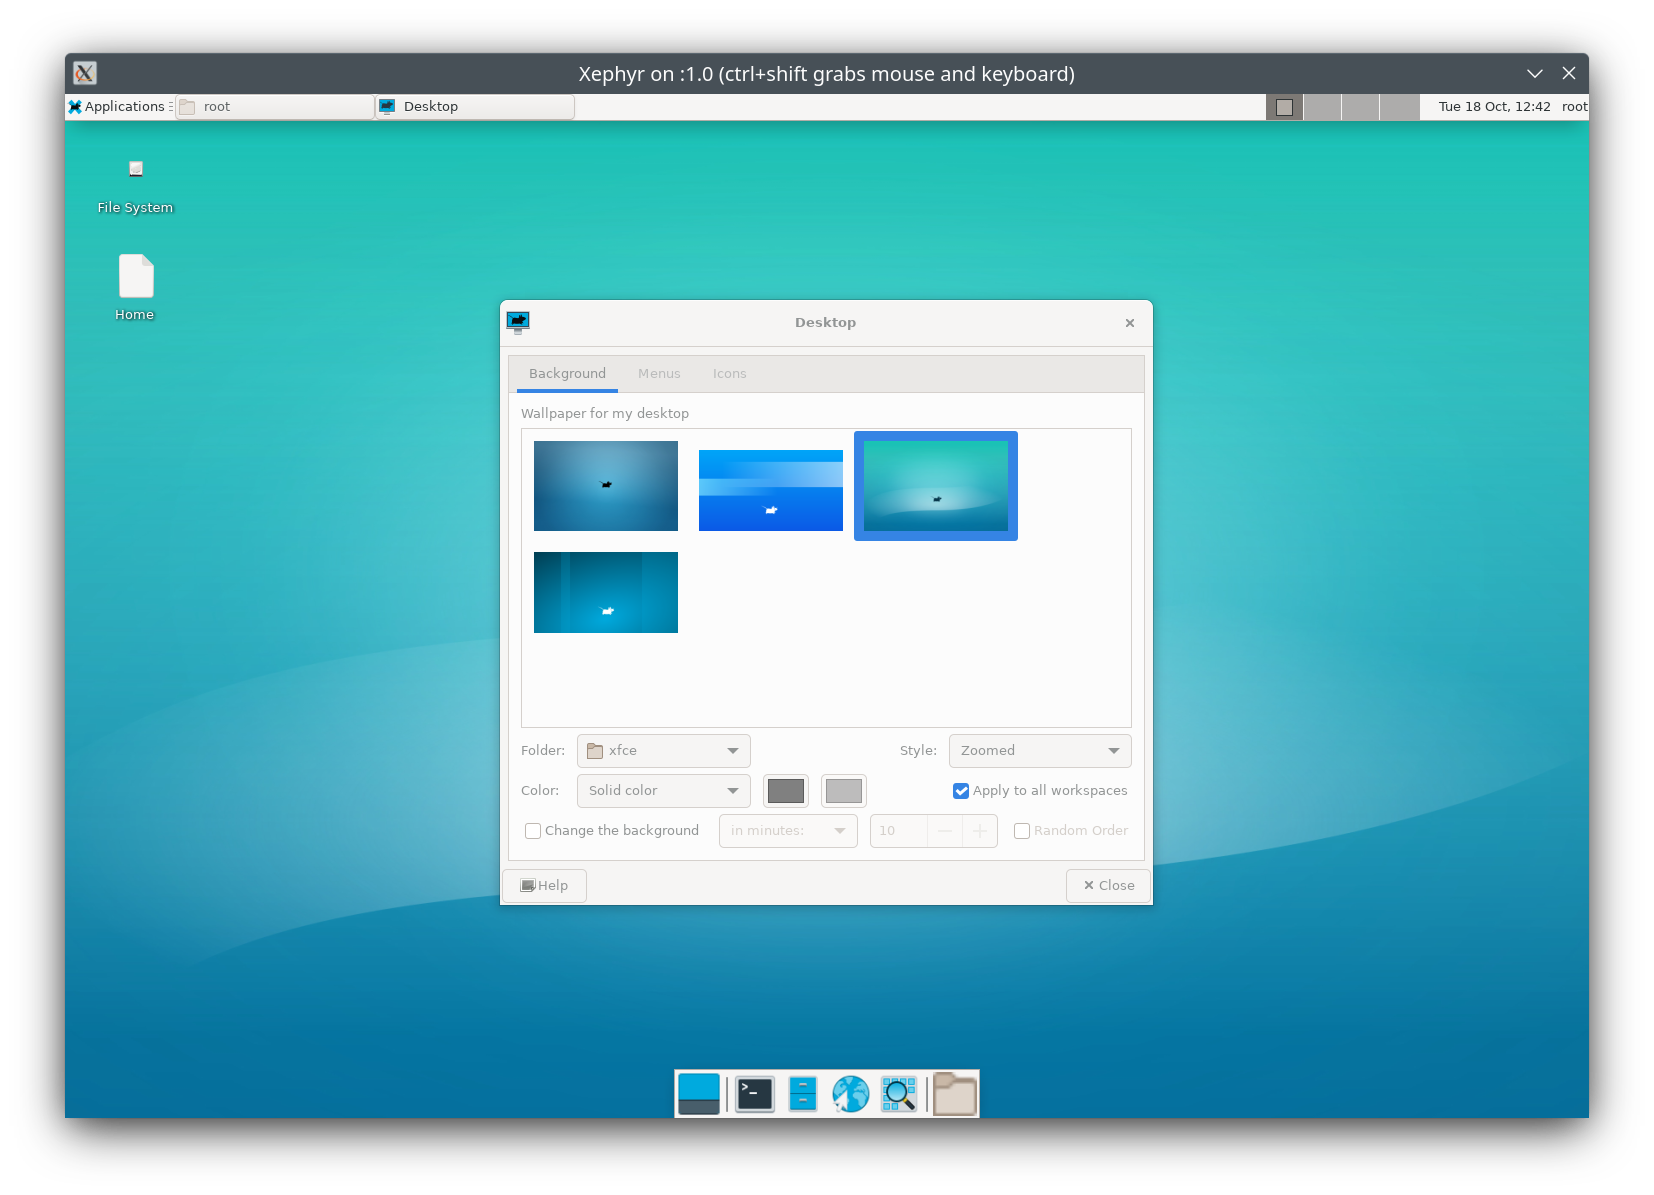 Xephyr on :1.0 (ctrl+shift grabs mouse and keyboard)
Applications root Desktop Tue 18 Oct, 12:42 root
File System
Home
Desktop
Background Menus Icons
Wallpaper for my desktop
Folder: xfce Style: Zoomed
Color: Solid color Apply to all workspaces
Change the background in minutes: 10 Random Order
Help Close